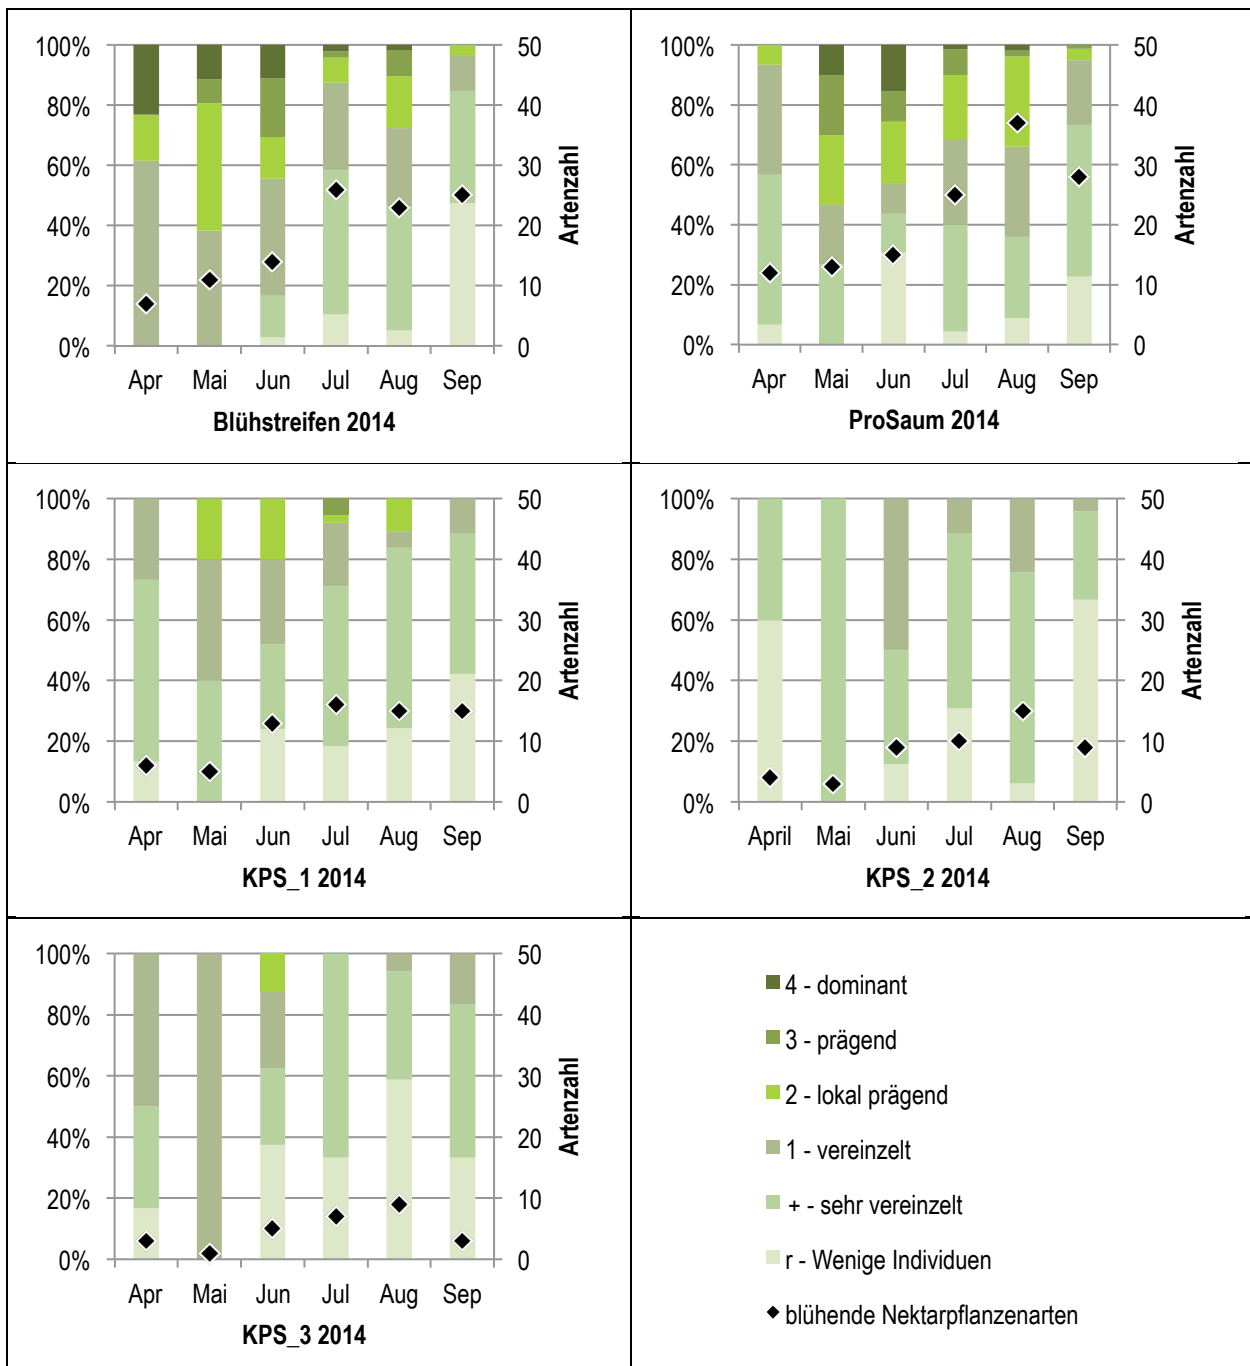 100% 50
80% 40
60% 30
40% 20
20% 10
0% 0
Artenzahl
Apr Mai Jun Jul Aug Sep
Blühstreifen 2014
100% 50
80% 40
60% 30
40% 20
20% 10
0% 0
Artenzahl
Apr Mai Jun Jul Aug Sep
ProSaum 2014
100% 50
80% 40
60% 30
40% 20
20% 10
0% 0
Artenzahl
Apr Mai Jun Jul Aug Sep
KPS_1 2014
100% 50
80% 40
60% 30
40% 20
20% 10
0% 0
Artenzahl
April Mai Juni Jul Aug Sep
KPS_2 2014
100% 50
80% 40
60% 30
40% 20
20% 10
0% 0
Artenzahl
Apr Mai Jun Jul Aug Sep
KPS_3 2014
4 - dominant
3 - prägend
2 - lokal prägend
1 - vereinzelt
+ - sehr vereinzelt
r - Wenige Individuen
blühende Nektarpflanzenarten